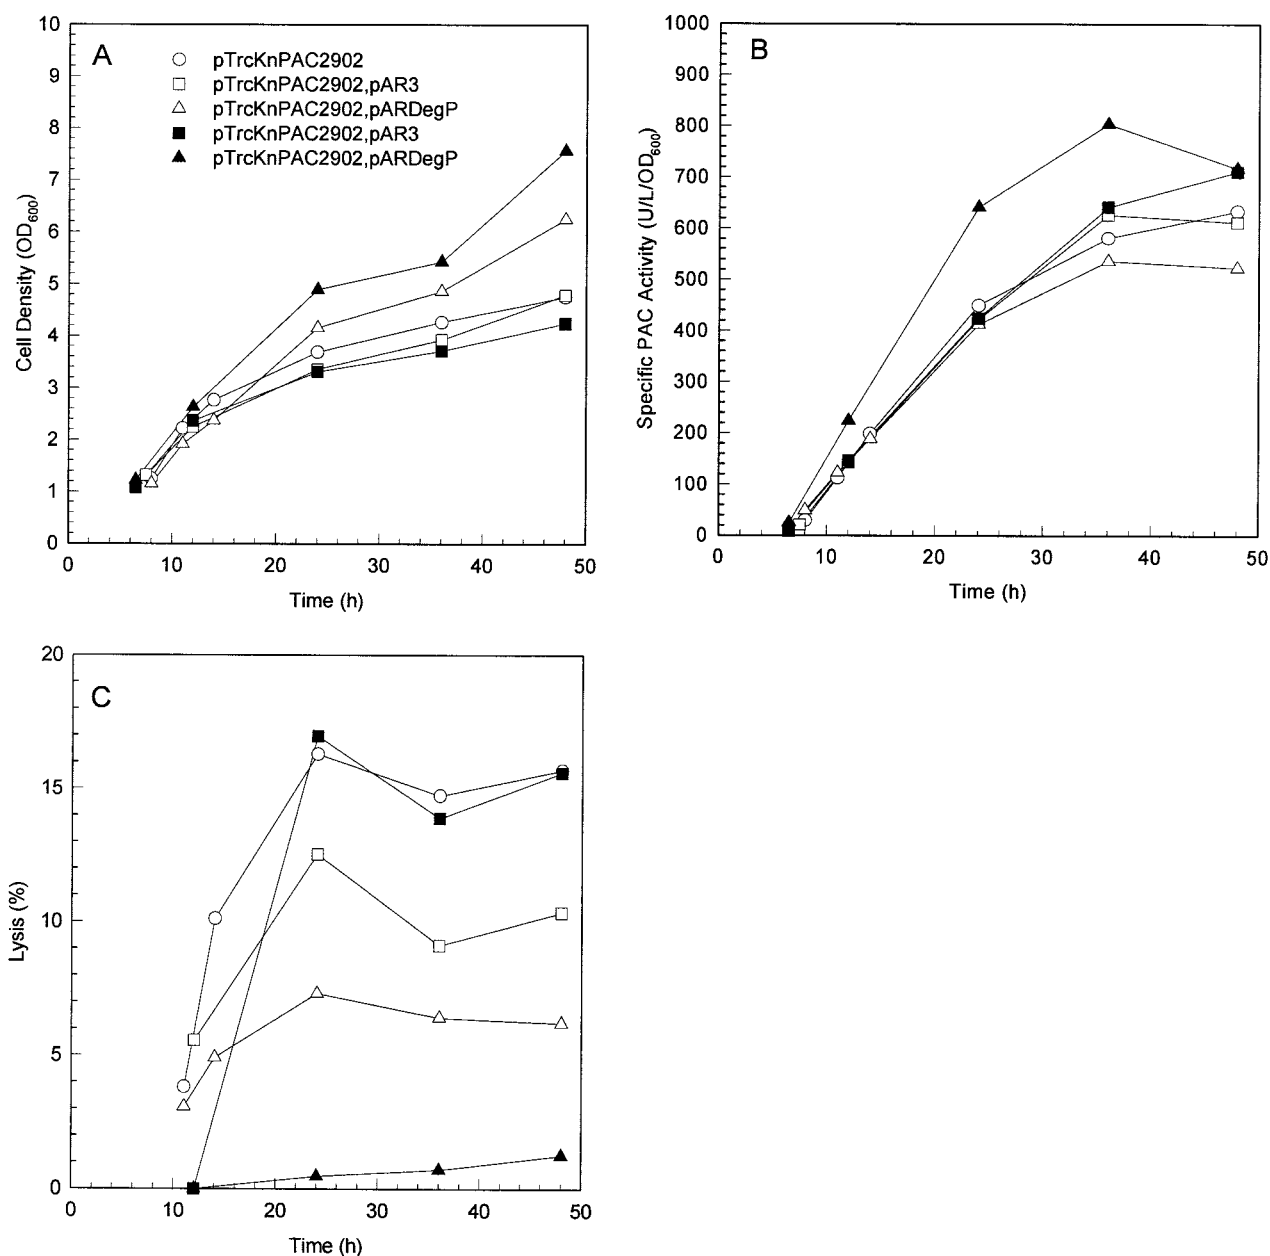 A
pTrcKnPAC2902
pTrcKnPAC2902,pAR3
pTrcKnPAC2902,pARDegP
pTrcKnPAC2902,pAR3
pTrcKnPAC2902,pARDegP
10
9
8
7
6
5
4
3
2
1
0
Cell Density (OD600)
0 10 20 30 40 50
Time (h)
B
1000
900
800
700
600
500
400
300
200
100
0
Specific PAC Activity (U/L/OD600)
0 10 20 30 40 50
Time (h)
C
20
15
10
5
0
Lysis (%)
0 10 20 30 40 50
Time (h)